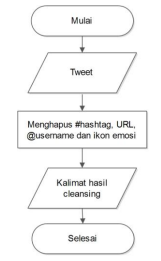 Mulai
Tweet
Menghapus #hashtag, URL,
@username dan ikon emosi
Kalimat hasil
cleansing
Selesai